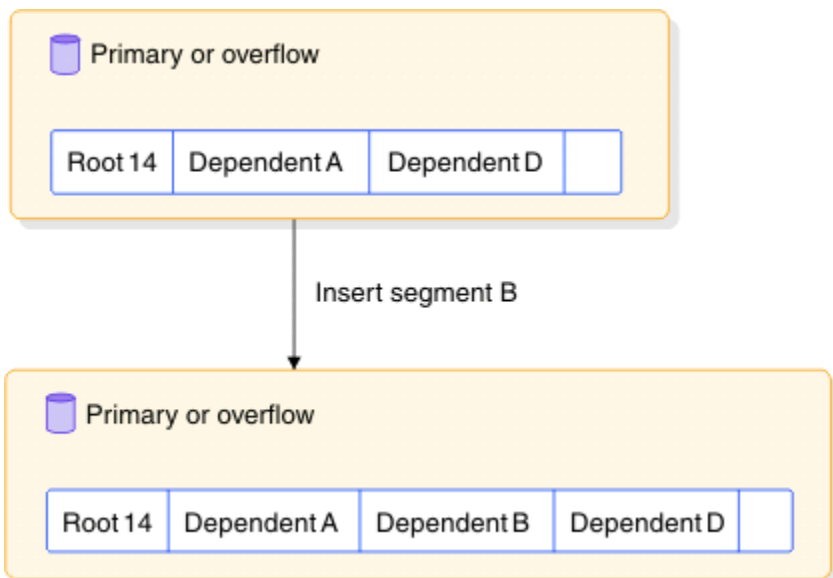 Primary or overflow
Root 14 Dependent A Dependent D
Insert segment B
Primary or overflow
Root 14 Dependent A Dependent B Dependent D